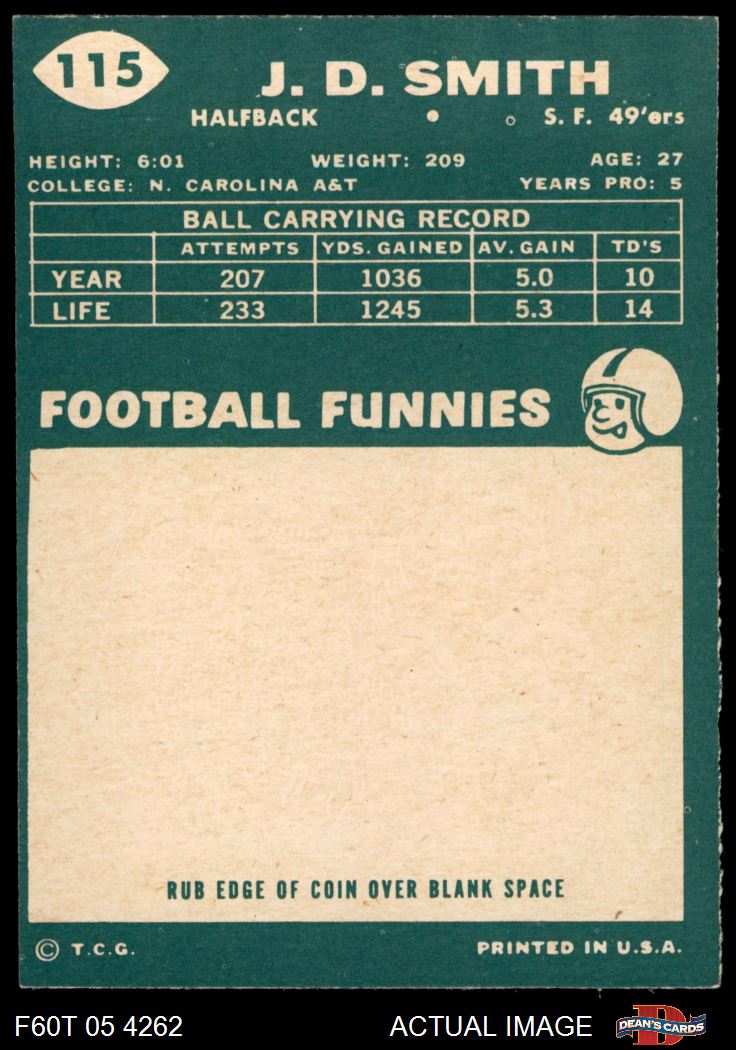 115
J. D. SMITH
HALFBACK • S. F. 49'ers
HEIGHT: 6:01 WEIGHT: 209 AGE: 27
COLLEGE: N. CAROLINA A&T YEARS PRO: 5
BALL CARRYING RECORD
ATTEMPTS YDS. GAINED AV. GAIN TD'S
YEAR 207 1036 5.0 10
LIFE 233 1245 5.3 14
FOOTBALL FUNNIES
RUB EDGE OF COIN OVER BLANK SPACE
© T.C.G. PRINTED IN U.S.A.
F60T 05 4262 ACTUAL IMAGE D DEAN'S CARDS